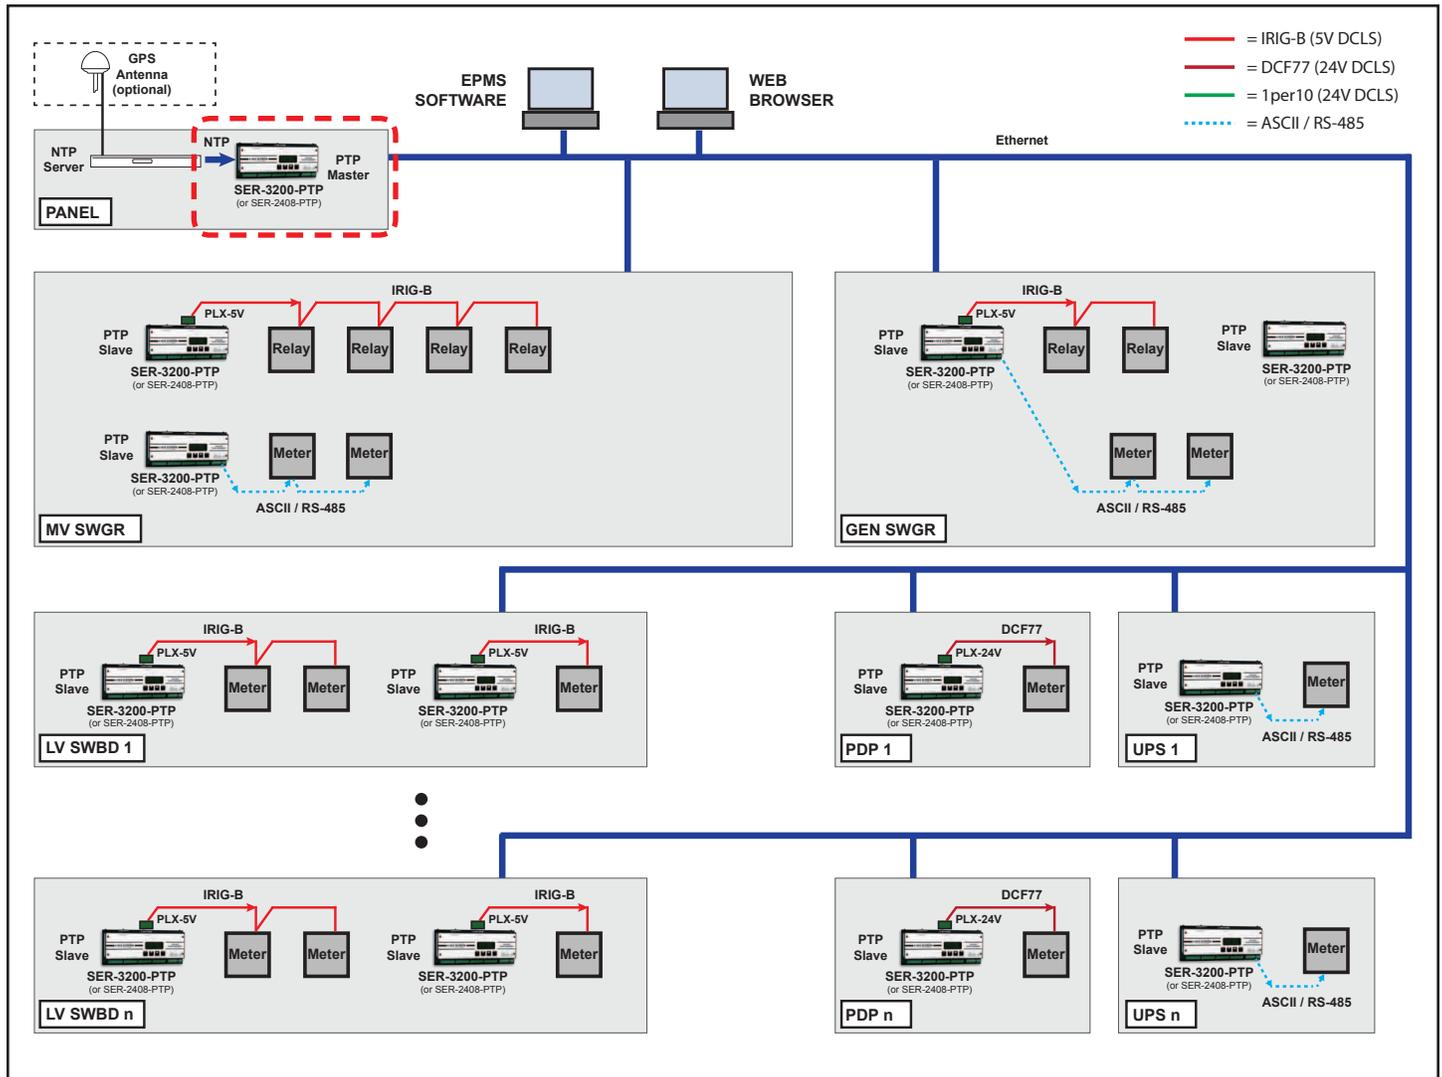 GPS
Antenna
(optional)
EPMS
SOFTWARE
WEB
BROWSER
= IRIG-B (5V DCLS)
= DCF77 (24V DCLS)
= 1per10 (24V DCLS)
= ASCII / RS-485
NTP
Server
NTP
PTP
Master
SER-3200-PTP
(or SER-2408-PTP)
PANEL
Ethernet
IRIG-B
PLX-5V
PTP
Slave
Relay
Relay
Relay
Relay
SER-3200-PTP
(or SER-2408-PTP)
PTP
Slave
Meter
Meter
SER-3200-PTP
(or SER-2408-PTP)
ASCII / RS-485
MV SWGR
IRIG-B
PLX-5V
PTP
Slave
Relay
Relay
SER-3200-PTP
(or SER-2408-PTP)
PTP
Slave
SER-3200-PTP
(or SER-2408-PTP)
Meter
Meter
ASCII / RS-485
GEN SWGR
IRIG-B
PLX-5V
PTP
Slave
Meter
Meter
SER-3200-PTP
(or SER-2408-PTP)
IRIG-B
PLX-5V
PTP
Slave
Meter
SER-3200-PTP
(or SER-2408-PTP)
LV SWBD 1
DCF77
PLX-24V
PTP
Slave
Meter
SER-3200-PTP
(or SER-2408-PTP)
PDP 1
PTP
Slave
Meter
SER-3200-PTP
(or SER-2408-PTP)
ASCII / RS-485
UPS 1
IRIG-B
PLX-5V
PTP
Slave
Meter
Meter
SER-3200-PTP
(or SER-2408-PTP)
IRIG-B
PLX-5V
PTP
Slave
Meter
SER-3200-PTP
(or SER-2408-PTP)
LV SWBD n
DCF77
PLX-24V
PTP
Slave
Meter
SER-3200-PTP
(or SER-2408-PTP)
PDP n
PTP
Slave
Meter
SER-3200-PTP
(or SER-2408-PTP)
ASCII / RS-485
UPS n